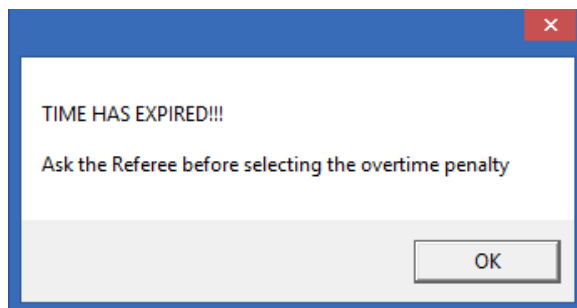 TIME HAS EXPIRED!!!
Ask the Referee before selecting the overtime penalty
OK